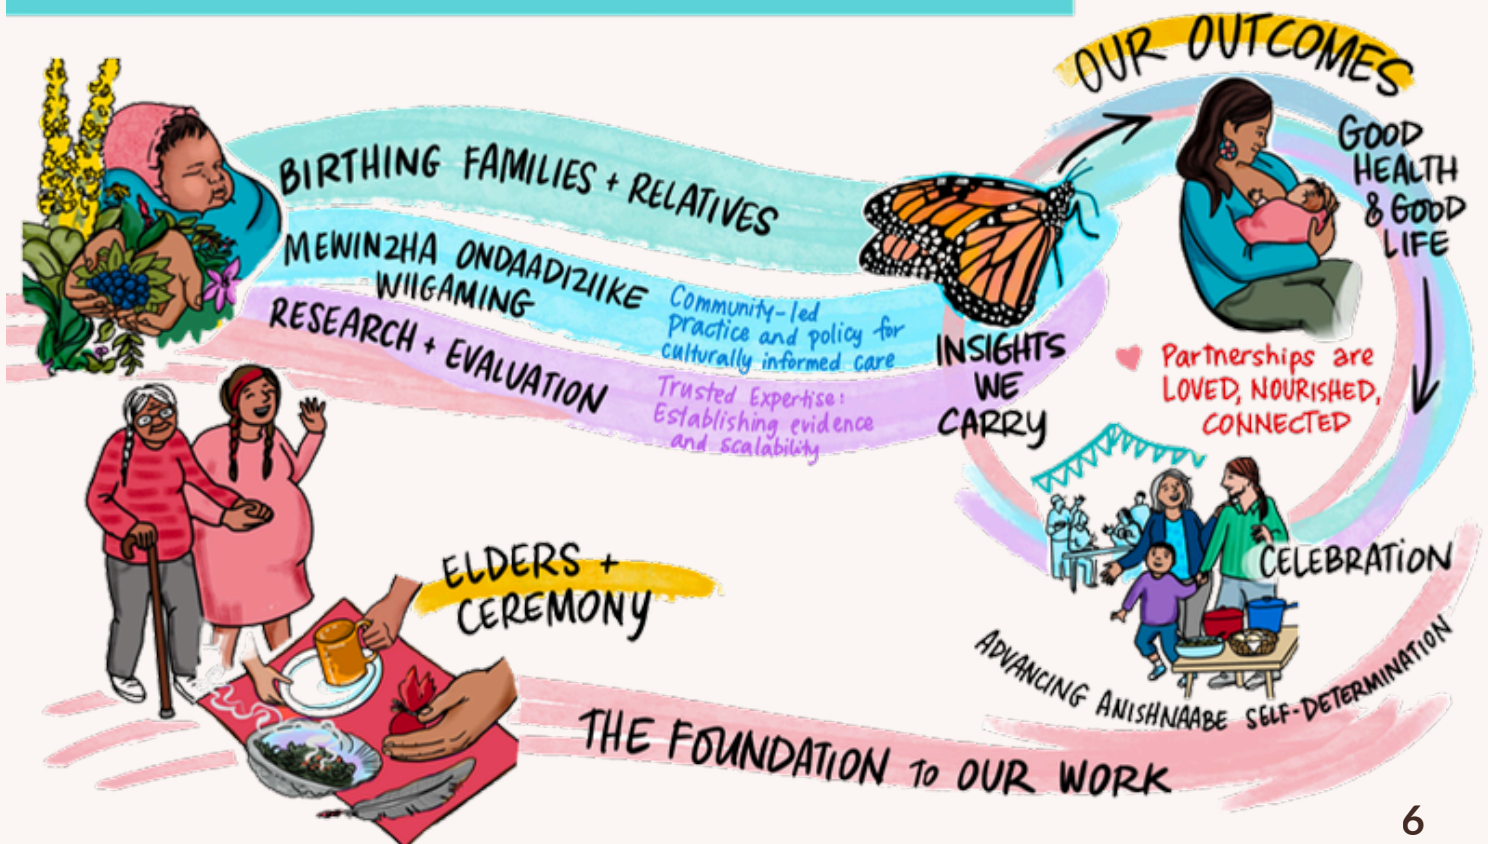 OUR OUTCOMES
BIRTHING FAMILIES + RELATIVES
MEWINZHA ONDAADIZIIKE
WIIGAMING
Community-led
practice and policy for
culturally informed care
RESEARCH + EVALUATION
Trusted Expertise:
Establishing evidence
and scalability
INSIGHTS
WE
CARRY
GOOD
HEALTH
& GOOD
LIFE
Partnerships are
LOVED, NOURISHED,
CONNECTED
CELEBRATION
ADVANCING ANISHNAABE SELF-DETERMINATION
ELDERS +
CEREMONY
THE FOUNDATION TO OUR WORK
6